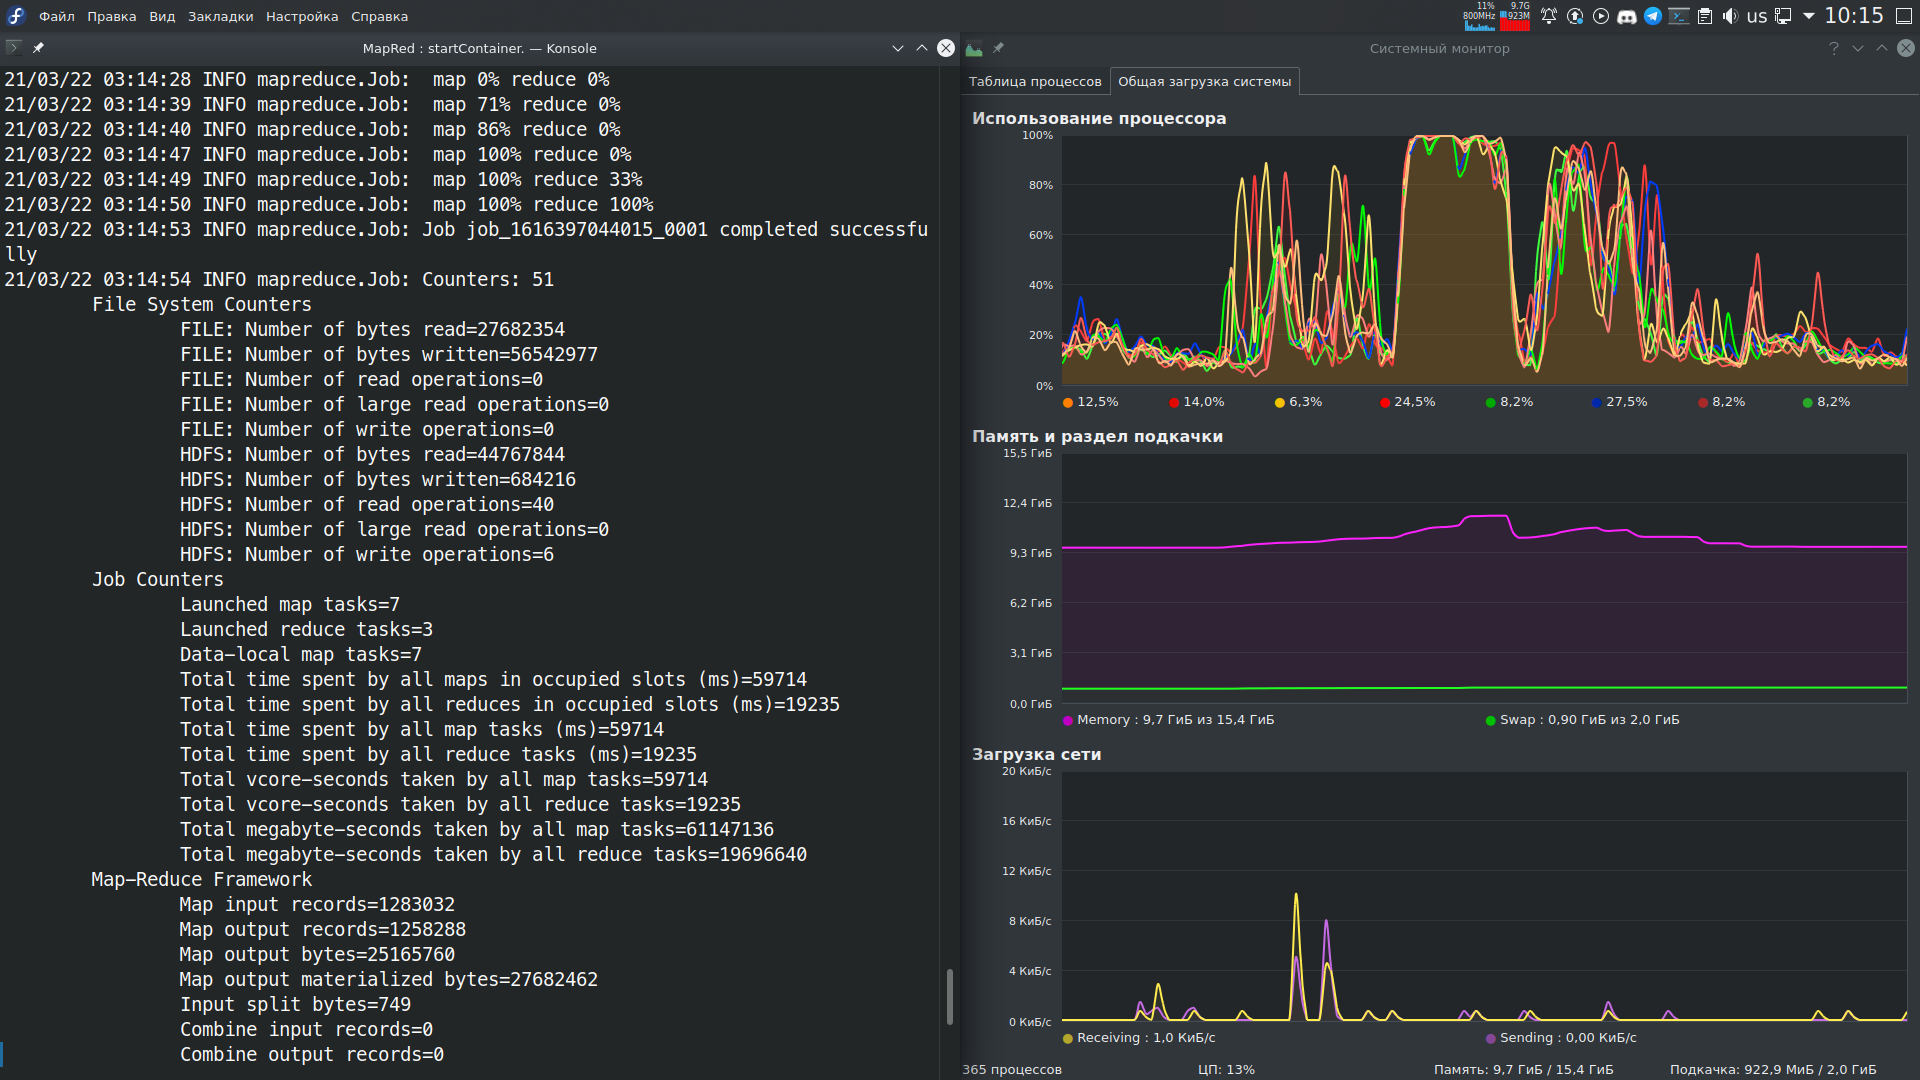 Файл Правка Вид Закладки Настройка Справка
11% 9.7G
800MHz 923M
us 10:15
MapRed : startContainer. — Konsole
21/03/22 03:14:28 INFO mapreduce.Job:  map 0% reduce 0%
21/03/22 03:14:39 INFO mapreduce.Job:  map 71% reduce 0%
21/03/22 03:14:40 INFO mapreduce.Job:  map 86% reduce 0%
21/03/22 03:14:47 INFO mapreduce.Job:  map 100% reduce 0%
21/03/22 03:14:49 INFO mapreduce.Job:  map 100% reduce 33%
21/03/22 03:14:50 INFO mapreduce.Job:  map 100% reduce 100%
21/03/22 03:14:53 INFO mapreduce.Job: Job job_1616397044015_0001 completed successfu
lly
21/03/22 03:14:54 INFO mapreduce.Job: Counters: 51
File System Counters
FILE: Number of bytes read=27682354
FILE: Number of bytes written=56542977
FILE: Number of read operations=0
FILE: Number of large read operations=0
FILE: Number of write operations=0
HDFS: Number of bytes read=44767844
HDFS: Number of bytes written=684216
HDFS: Number of read operations=40
HDFS: Number of large read operations=0
HDFS: Number of write operations=6
Job Counters
Launched map tasks=7
Launched reduce tasks=3
Data-local map tasks=7
Total time spent by all maps in occupied slots (ms)=59714
Total time spent by all reduces in occupied slots (ms)=19235
Total time spent by all map tasks (ms)=59714
Total time spent by all reduce tasks (ms)=19235
Total vcore-seconds taken by all map tasks=59714
Total vcore-seconds taken by all reduce tasks=19235
Total megabyte-seconds taken by all map tasks=61147136
Total megabyte-seconds taken by all reduce tasks=19696640
Map-Reduce Framework
Map input records=1283032
Map output records=1258288
Map output bytes=25165760
Map output materialized bytes=27682462
Input split bytes=749
Combine input records=0
Combine output records=0
Системный монитор
Таблица процессов Общая загрузка системы
Использование процессора
100%
80%
60%
40%
20%
0%
12,5% 14,0% 6,3% 24,5% 8,2% 27,5% 8,2% 8,2%
Память и раздел подкачки
15,5 ГиБ
12,4 ГиБ
9,3 ГиБ
6,2 ГиБ
3,1 ГиБ
0,0 ГиБ
Memory : 9,7 ГиБ из 15,4 ГиБ Swap : 0,90 ГиБ из 2,0 ГиБ
Загрузка сети
20 КиБ/с
16 КиБ/с
12 КиБ/с
8 КиБ/с
4 КиБ/с
0 КиБ/с
Receiving : 1,0 КиБ/с Sending : 0,00 КиБ/с
365 процессов ЦП: 13% Память: 9,7 ГиБ / 15,4 ГиБ Подкачка: 922,9 МиБ / 2,0 ГиБ